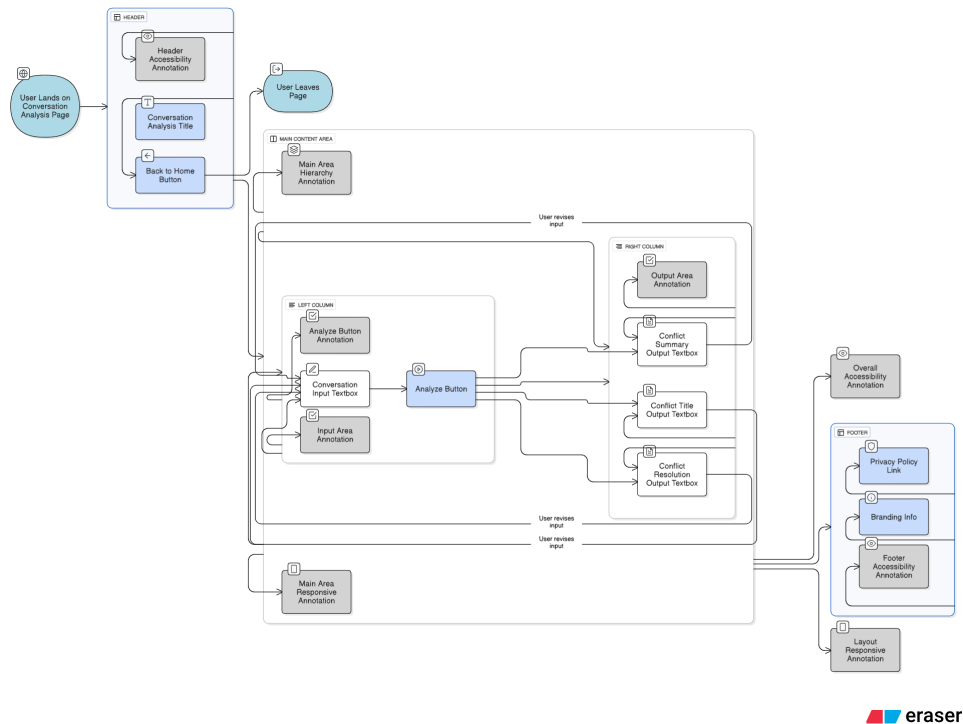 HEADER
Header
Accessibility
Annotation
User Lands on
Conversation
Analysis Page
Conversation
Analysis Title
Back to Home
Button
User Leaves
Page
MAIN CONTENT AREA
Main Area
Hierarchy
Annotation
User revises
input
RIGHT COLUMN
Output Area
Annotation
Conflict
Summary
Output Textbox
LEFT COLUMN
Analyze Button
Annotation
Conversation
Input Textbox
Analyze Button
Input Area
Annotation
Conflict Title
Output Textbox
Conflict
Resolution
Output Textbox
User revises
input
User revises
input
Main Area
Responsive
Annotation
Overall
Accessibility
Annotation
FOOTER
Privacy Policy
Link
Branding Info
Footer
Accessibility
Annotation
Layout
Responsive
Annotation
eraser